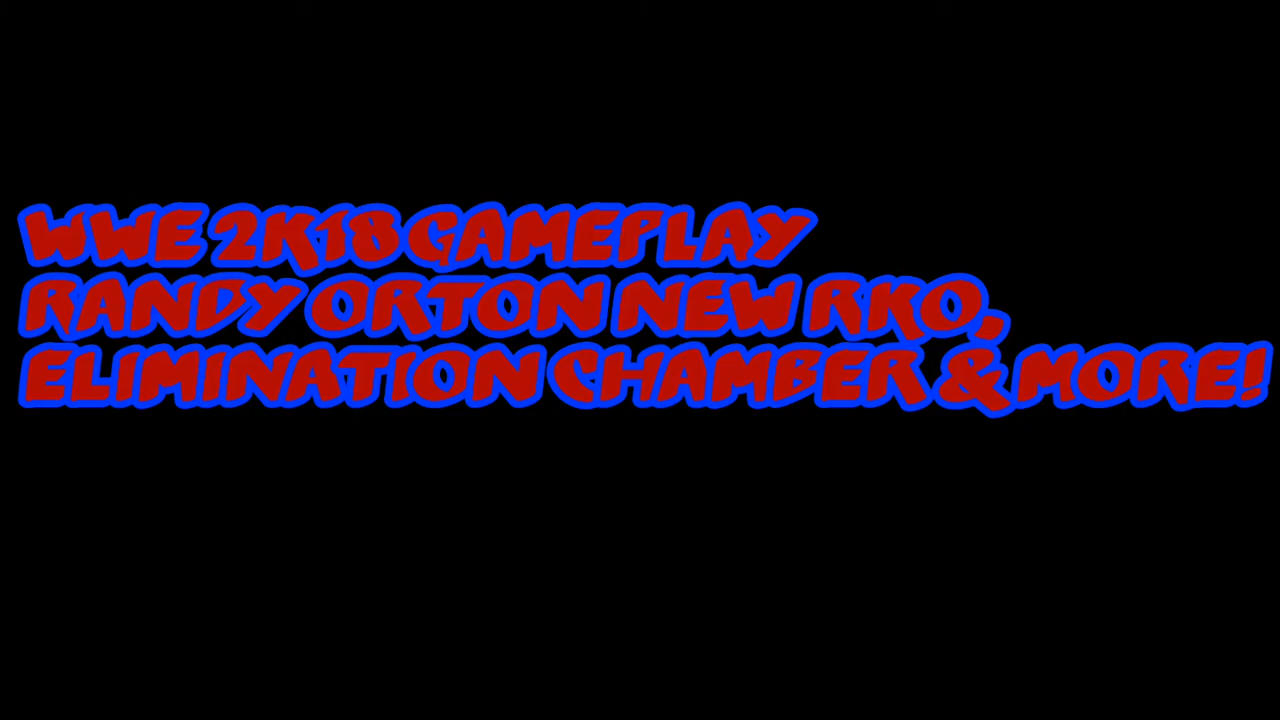 WWE 2K18 GAMEPLAY
RANDY ORTON NEW RKO,
ELIMINATION CHAMBER & MORE!